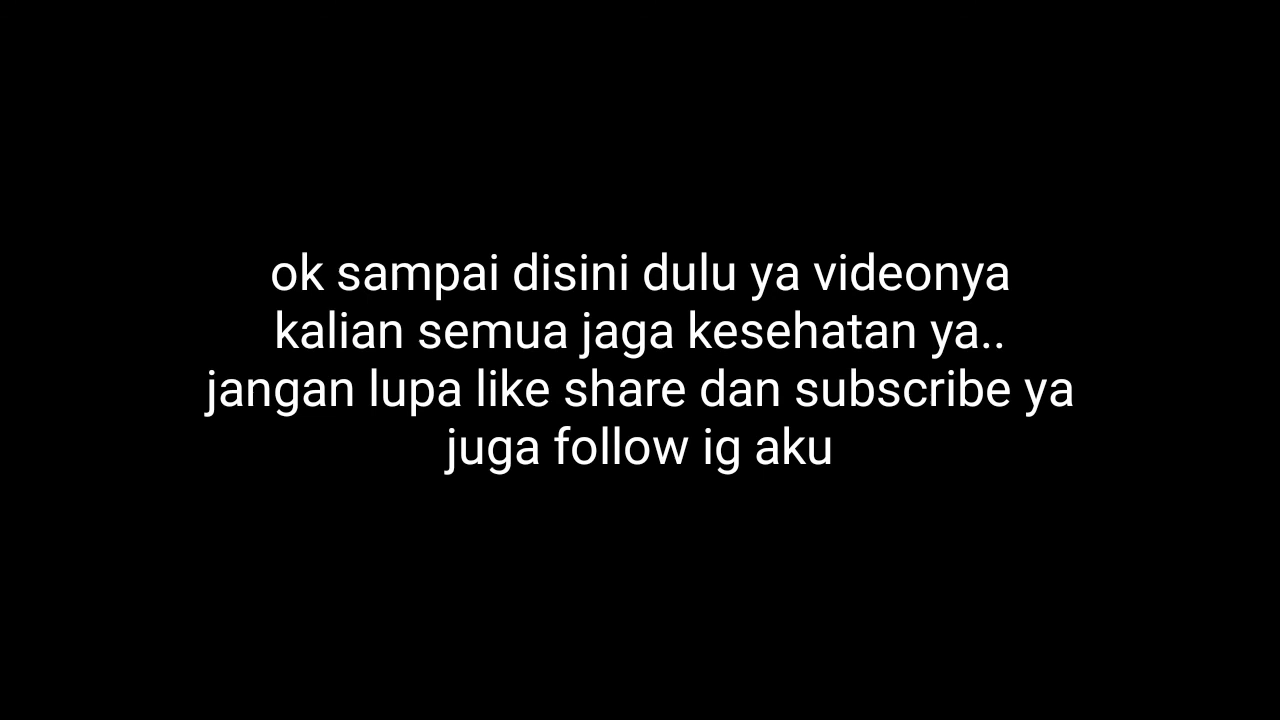 ok sampai disini dulu ya videonya
kalian semua jaga kesehatan ya..
jangan lupa like share dan subscribe ya
juga follow ig aku